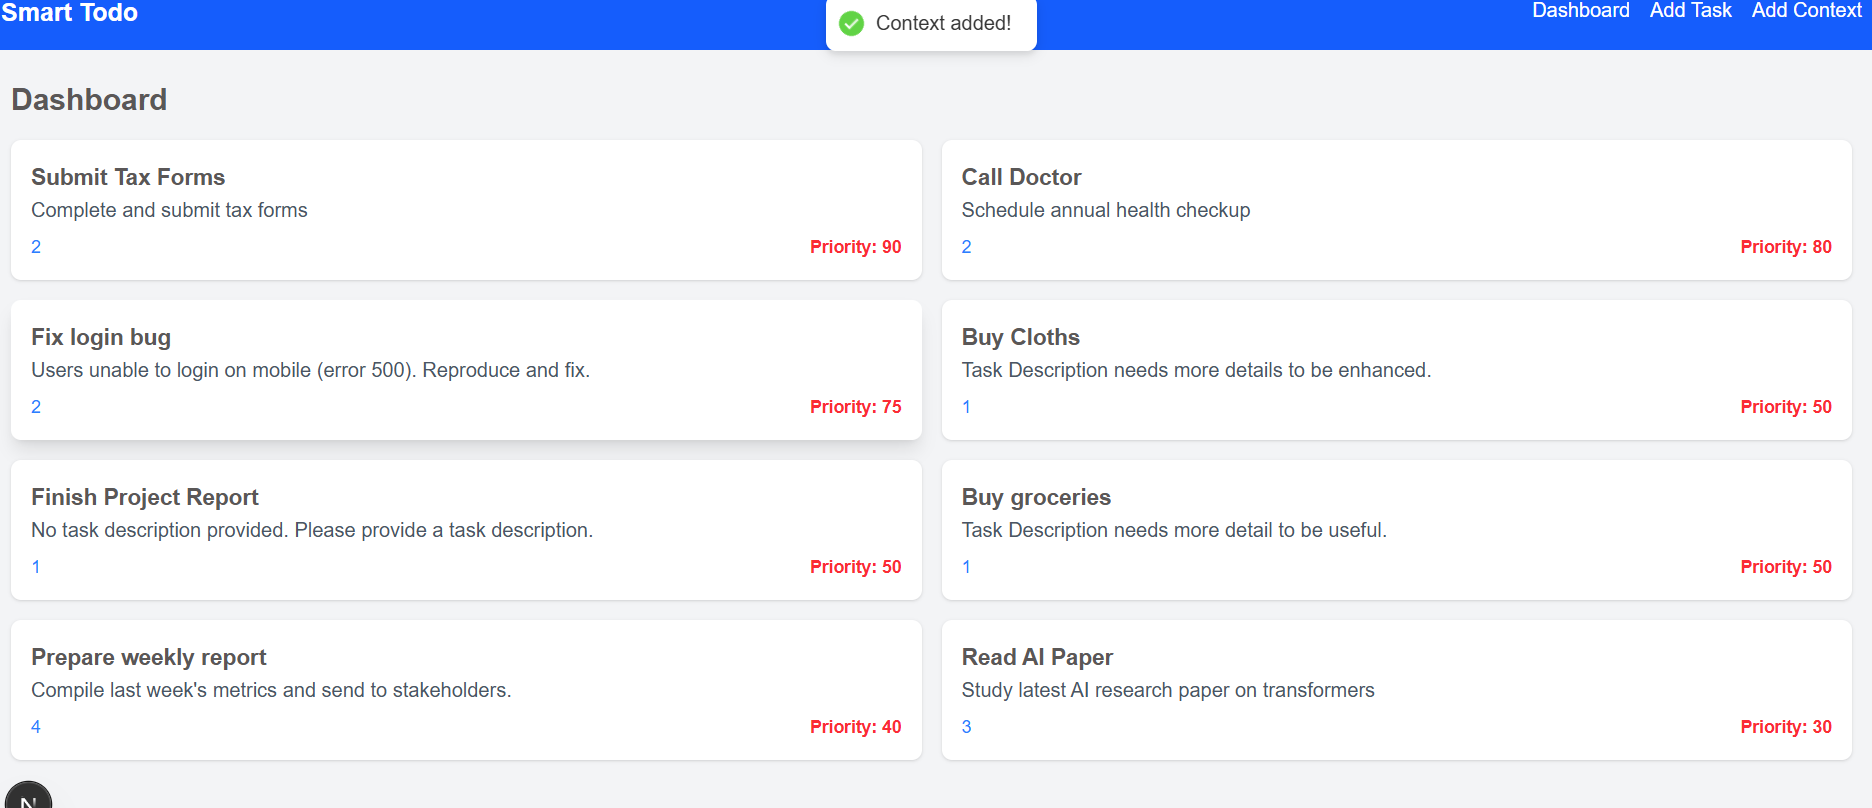 Smart Todo
Context added!
Dashboard Add Task Add Context
Dashboard
Submit Tax Forms
Complete and submit tax forms
2 Priority: 90
Call Doctor
Schedule annual health checkup
2 Priority: 80
Fix login bug
Users unable to login on mobile (error 500). Reproduce and fix.
2 Priority: 75
Buy Cloths
Task Description needs more details to be enhanced.
1 Priority: 50
Finish Project Report
No task description provided. Please provide a task description.
1 Priority: 50
Buy groceries
Task Description needs more detail to be useful.
1 Priority: 50
Prepare weekly report
Compile last week's metrics and send to stakeholders.
4 Priority: 40
Read AI Paper
Study latest AI research paper on transformers
3 Priority: 30
N